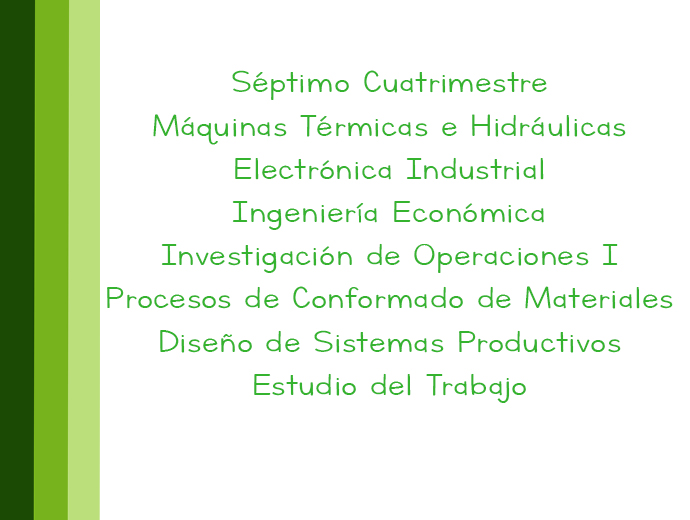 Séptimo Cuatrimestre
Máquinas Térmicas e Hidráulicas
Electrónica Industrial
Ingeniería Económica
Investigación de Operaciones I
Procesos de Conformado de Materiales
Diseño de Sistemas Productivos
Estudio del Trabajo